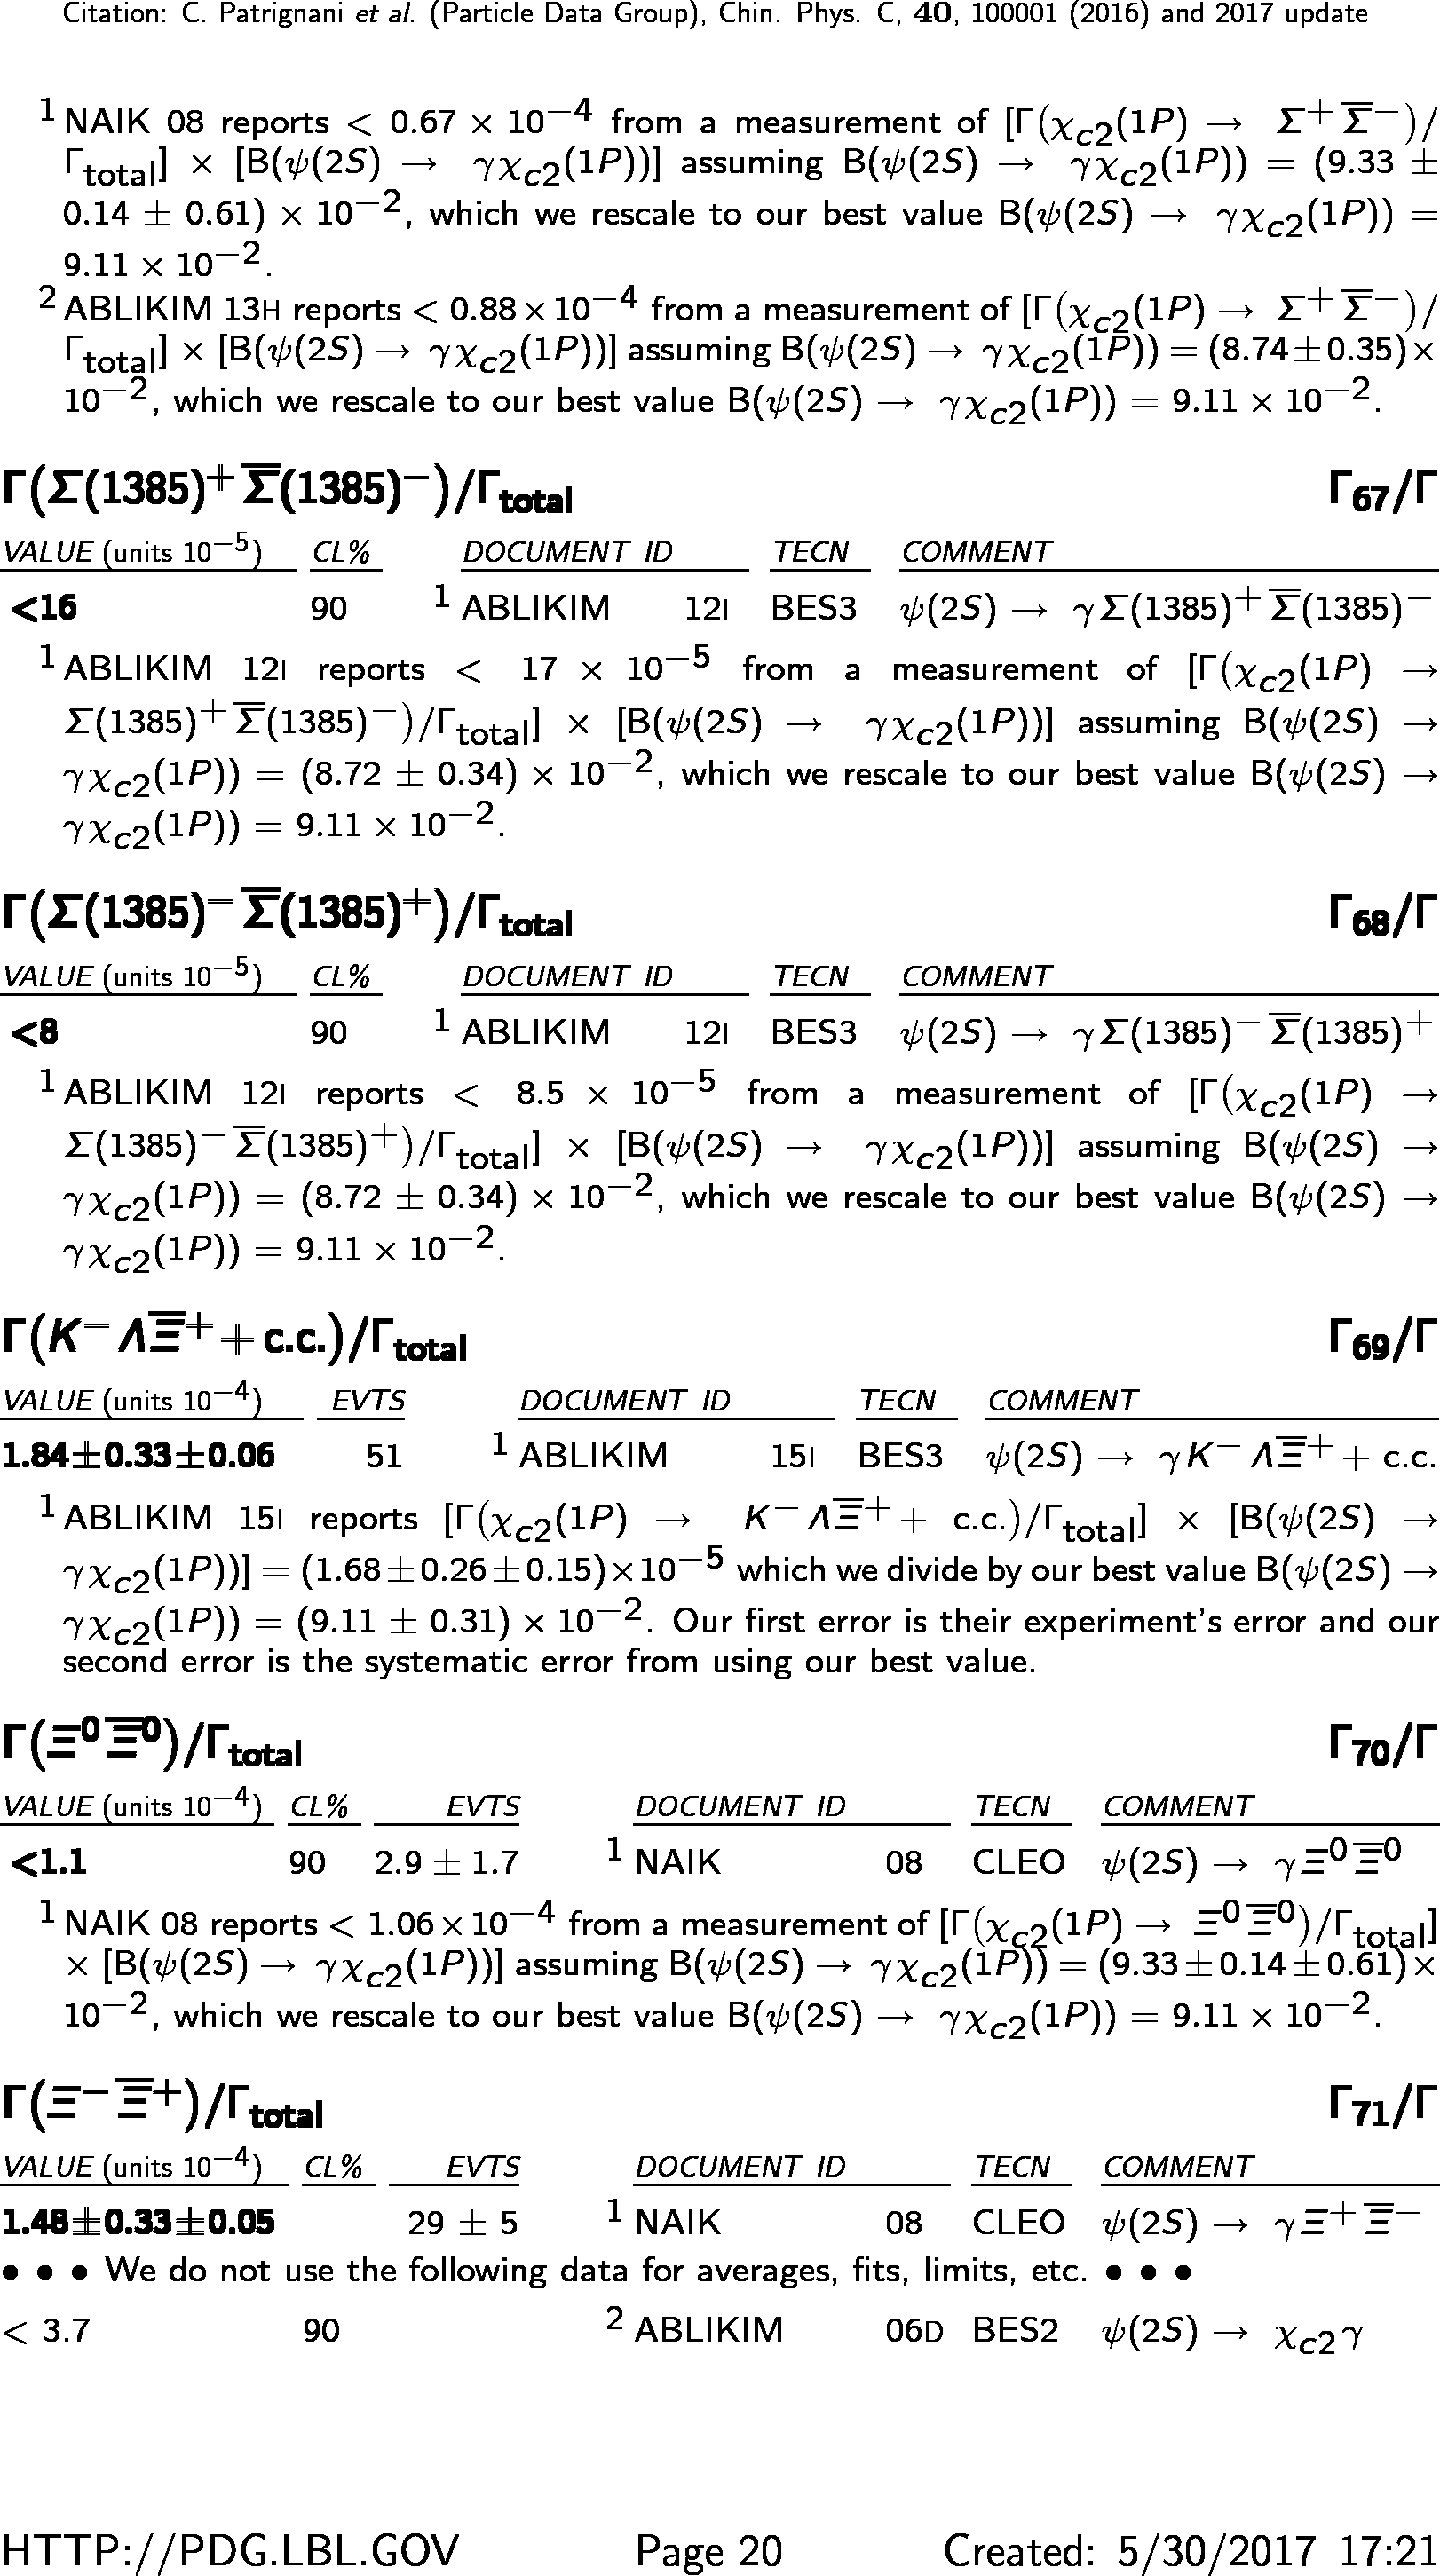 Citation: C. Patrignani et al. (Particle Data Group), Chin. Phys. C, 40, 100001 (2016) and 2017 update
¹ NAIK 08 reports < 0.67 × 10⁻⁴ from a measurement of [Γ(χc2(1P) → Σ⁺Σ̅⁻)/
Γtotal] × [B(ψ(2S) → γχc2(1P))] assuming B(ψ(2S) → γχc2(1P)) = (9.33 ±
0.14 ± 0.61) × 10⁻², which we rescale to our best value B(ψ(2S) → γχc2(1P)) =
9.11 × 10⁻².
² ABLIKIM 13H reports < 0.88 × 10⁻⁴ from a measurement of [Γ(χc2(1P) → Σ⁺Σ̅⁻)/
Γtotal] × [B(ψ(2S) → γχc2(1P))] assuming B(ψ(2S) → γχc2(1P)) = (8.74 ± 0.35) ×
10⁻², which we rescale to our best value B(ψ(2S) → γχc2(1P)) = 9.11 × 10⁻².
Γ(Σ(1385)⁺Σ̅(1385)⁻)/Γtotal Γ67/Γ
VALUE (units 10⁻⁵) CL% DOCUMENT ID TECN COMMENT
<16 90 ¹ ABLIKIM 12I BES3 ψ(2S) → γΣ(1385)⁺Σ̅(1385)⁻
¹ ABLIKIM 12I reports < 17 × 10⁻⁵ from a measurement of [Γ(χc2(1P) →
Σ(1385)⁺Σ̅(1385)⁻)/Γtotal] × [B(ψ(2S) → γχc2(1P))] assuming B(ψ(2S) →
γχc2(1P)) = (8.72 ± 0.34) × 10⁻², which we rescale to our best value B(ψ(2S) →
γχc2(1P)) = 9.11 × 10⁻².
Γ(Σ(1385)⁻Σ̅(1385)⁺)/Γtotal Γ68/Γ
VALUE (units 10⁻⁵) CL% DOCUMENT ID TECN COMMENT
<8 90 ¹ ABLIKIM 12I BES3 ψ(2S) → γΣ(1385)⁻Σ̅(1385)⁺
¹ ABLIKIM 12I reports < 8.5 × 10⁻⁵ from a measurement of [Γ(χc2(1P) →
Σ(1385)⁻Σ̅(1385)⁺)/Γtotal] × [B(ψ(2S) → γχc2(1P))] assuming B(ψ(2S) →
γχc2(1P)) = (8.72 ± 0.34) × 10⁻², which we rescale to our best value B(ψ(2S) →
γχc2(1P)) = 9.11 × 10⁻².
Γ(K⁻ΛΞ̅⁺ + c.c.)/Γtotal Γ69/Γ
VALUE (units 10⁻⁴) EVTS DOCUMENT ID TECN COMMENT
1.84±0.33±0.06 51 ¹ ABLIKIM 15I BES3 ψ(2S) → γK⁻ΛΞ̅⁺ + c.c.
¹ ABLIKIM 15I reports [Γ(χc2(1P) → K⁻ΛΞ̅⁺ + c.c.)/Γtotal] × [B(ψ(2S) →
γχc2(1P))] = (1.68 ± 0.26 ± 0.15) × 10⁻⁵ which we divide by our best value B(ψ(2S) →
γχc2(1P)) = (9.11 ± 0.31) × 10⁻². Our first error is their experiment's error and our
second error is the systematic error from using our best value.
Γ(Ξ⁰Ξ̅⁰)/Γtotal Γ70/Γ
VALUE (units 10⁻⁴) CL% EVTS DOCUMENT ID TECN COMMENT
<1.1 90 2.9 ± 1.7 ¹ NAIK 08 CLEO ψ(2S) → γΞ⁰Ξ̅⁰
¹ NAIK 08 reports < 1.06 × 10⁻⁴ from a measurement of [Γ(χc2(1P) → Ξ⁰Ξ̅⁰)/Γtotal]
× [B(ψ(2S) → γχc2(1P))] assuming B(ψ(2S) → γχc2(1P)) = (9.33 ± 0.14 ± 0.61) ×
10⁻², which we rescale to our best value B(ψ(2S) → γχc2(1P)) = 9.11 × 10⁻².
Γ(Ξ⁻Ξ̅⁺)/Γtotal Γ71/Γ
VALUE (units 10⁻⁴) CL% EVTS DOCUMENT ID TECN COMMENT
1.48±0.33±0.05 29 ± 5 ¹ NAIK 08 CLEO ψ(2S) → γΞ⁺Ξ̅⁻
• • • We do not use the following data for averages, fits, limits, etc. • • •
< 3.7 90 ² ABLIKIM 06D BES2 ψ(2S) → χc2γ
HTTP://PDG.LBL.GOV Page 20 Created: 5/30/2017 17:21